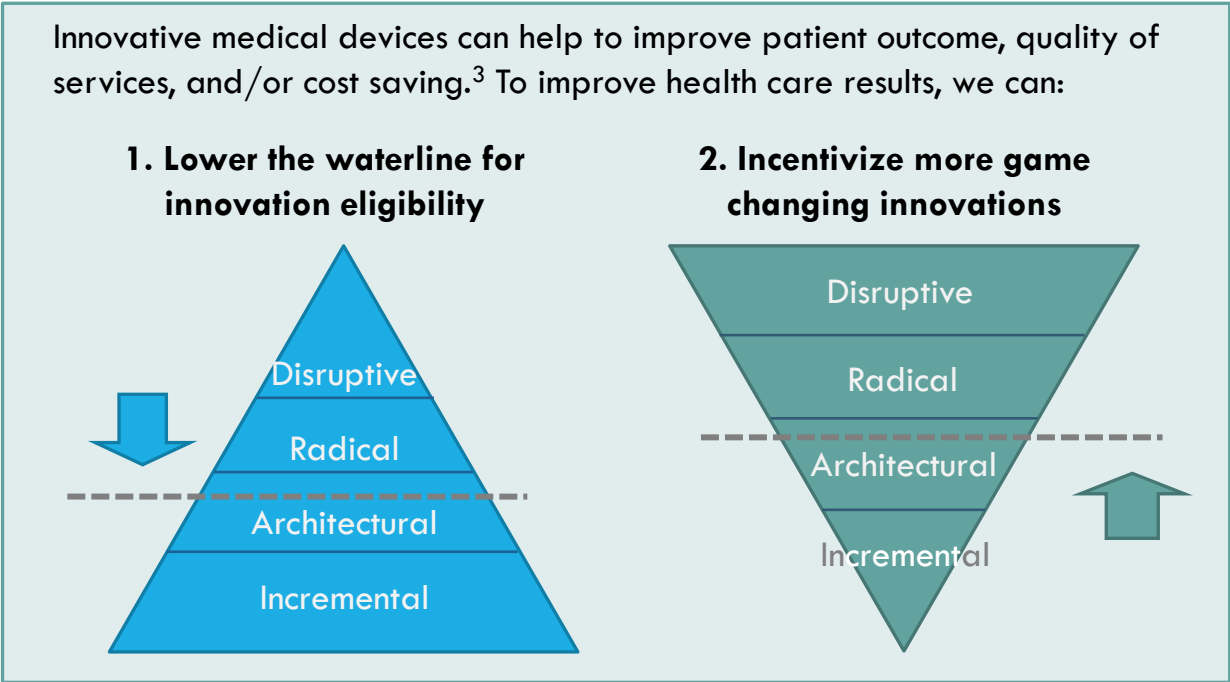 Innovative medical devices can help to improve patient outcome, quality of
services, and/or cost saving.³ To improve health care results, we can:
1. Lower the waterline for
innovation eligibility
Disruptive
Radical
Architectural
Incremental
2. Incentivize more game
changing innovations
Disruptive
Radical
Architectural
Incremental